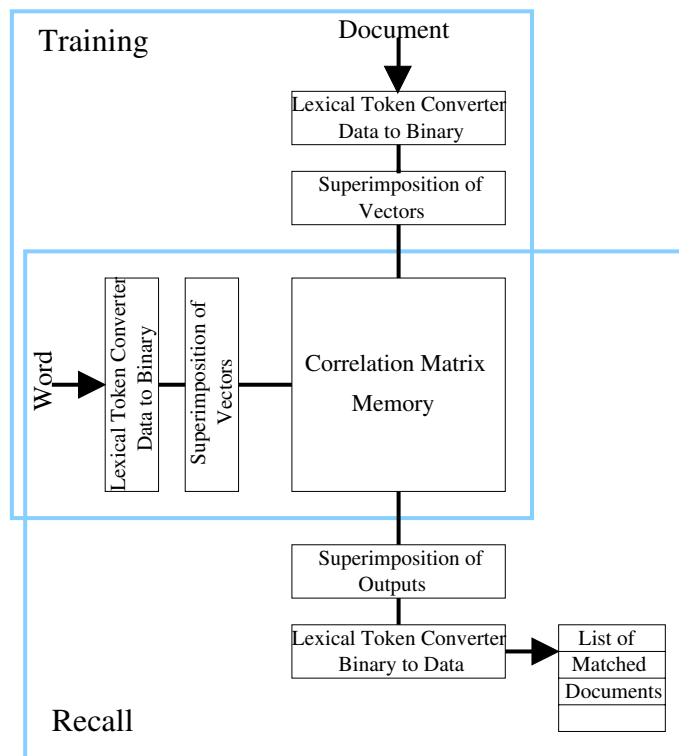 Training
Document
Lexical Token Converter
Data to Binary
Superimposition of
Vectors
Word
Lexical Token Converter
Data to Binary
Superimposition of
Vectors
Correlation Matrix
Memory
Superimposition of
Outputs
Lexical Token Converter
Binary to Data
List of
Matched
Documents
Recall